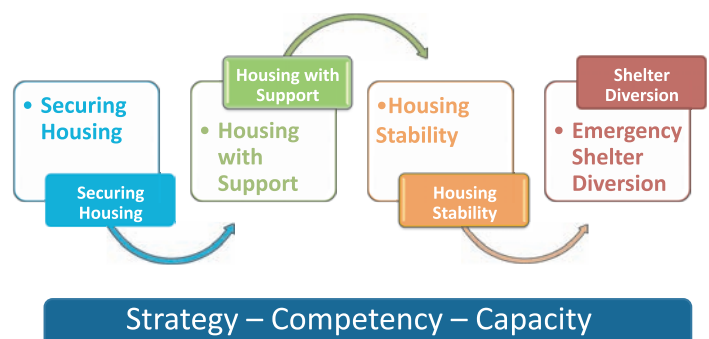 • Securing
Housing
Securing
Housing
Housing with
Support
• Housing
with
Support
•Housing
Stability
Housing
Stability
Shelter
Diversion
• Emergency
Shelter
Diversion
Strategy – Competency – Capacity